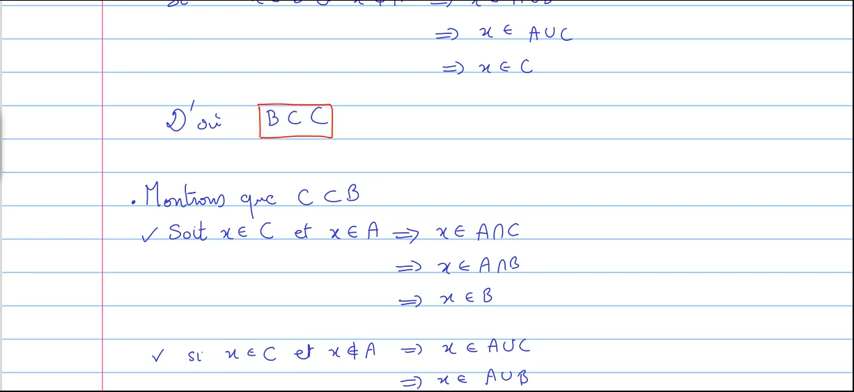 ⟹ x ∈ A ∪ C
⟹ x ∈ C
D'où B ⊂ C
. Montrons que C ⊂ B
✓ Soit x ∈ C et x ∈ A ⟹ x ∈ A ∩ C
⟹ x ∈ A ∩ B
⟹ x ∈ B
✓ si x ∈ C et x ∉ A ⟹ x ∈ A ∪ C
⟹ x ∈ A ∪ B